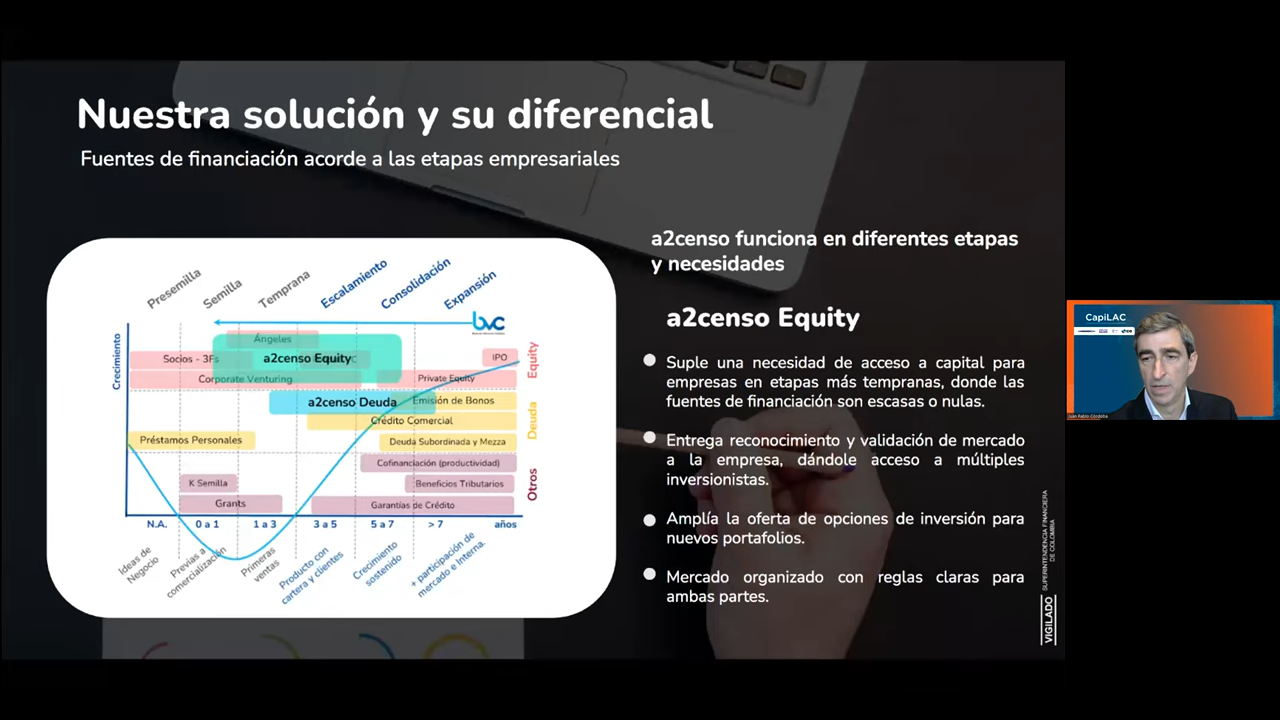 Nuestra solución y su diferencial
Fuentes de financiación acorde a las etapas empresariales
Presemilla
Semilla
Temprana
Escalamiento
Consolidación
Expansión
bvc
Crecimiento
Ángeles
Socios - 3Fs
a2censo Equity
IPO
Corporate Venturing
Private Equity
Equity
a2censo Deuda
Emisión de Bonos
Crédito Comercial
Préstamos Personales
Deuda Subordinada y Mezza
Deuda
Cofinanciación (productividad)
K Semilla
Beneficios Tributarios
Grants
Garantías de Crédito
Otros
N.A.
0 a 1
1 a 3
3 a 5
5 a 7
> 7
años
Ideas de
Negocio
Previas a
comercialización
Primeras
ventas
Producto con
cartera y clientes
Crecimiento
sostenido
+ participación de
mercado e Interna.
a2censo funciona en diferentes etapas
y necesidades
a2censo Equity
Suple una necesidad de acceso a capital para
empresas en etapas más tempranas, donde las
fuentes de financiación son escasas o nulas.
Entrega reconocimiento y validación de mercado
a la empresa, dándole acceso a múltiples
inversionistas.
Amplía la oferta de opciones de inversión para
nuevos portafolios.
Mercado organizado con reglas claras para
ambas partes.
VIGILADO
SUPERINTENDENCIA FINANCIERA
DE COLOMBIA
CapiLAC
Juan Pablo Córdoba